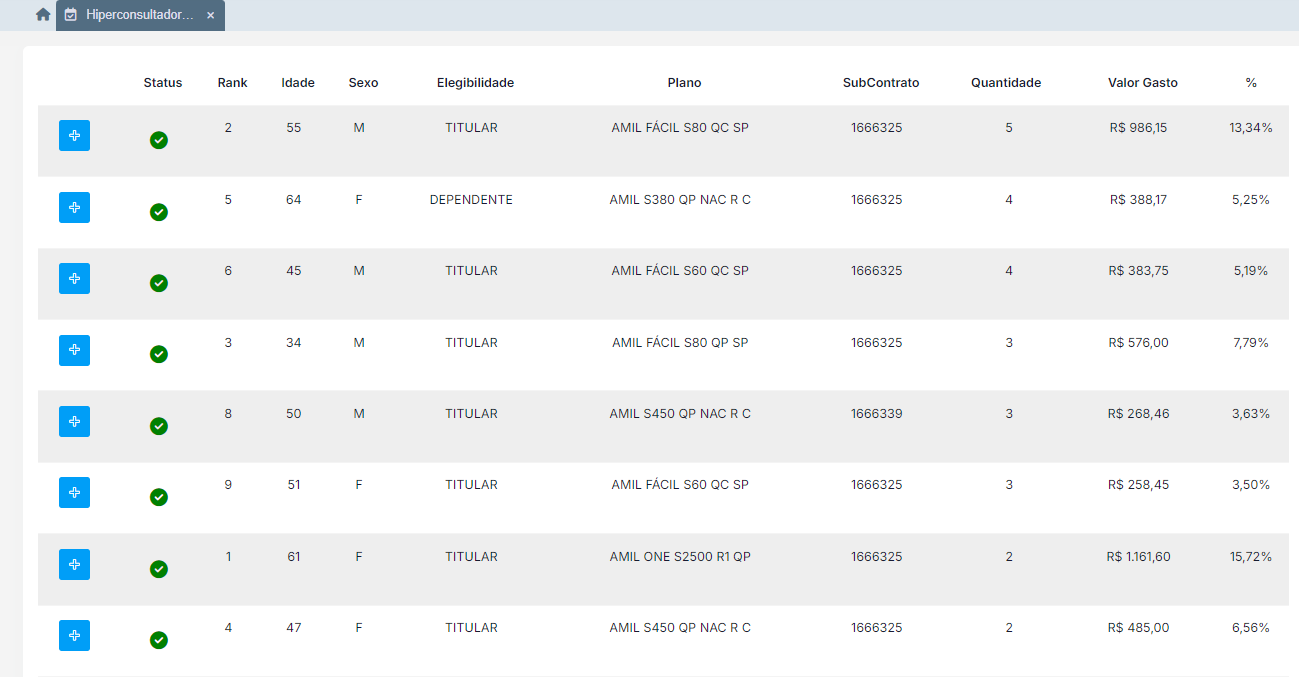 Hiperconsultador... ×
Status Rank Idade Sexo Elegibilidade Plano SubContrato Quantidade Valor Gasto %
2 55 M TITULAR AMIL FÁCIL S80 QC SP 1666325 5 R$ 986,15 13,34%
5 64 F DEPENDENTE AMIL S380 QP NAC R C 1666325 4 R$ 388,17 5,25%
6 45 M TITULAR AMIL FÁCIL S60 QC SP 1666325 4 R$ 383,75 5,19%
3 34 M TITULAR AMIL FÁCIL S80 QP SP 1666325 3 R$ 576,00 7,79%
8 50 M TITULAR AMIL S450 QP NAC R C 1666339 3 R$ 268,46 3,63%
9 51 F TITULAR AMIL FÁCIL S60 QC SP 1666325 3 R$ 258,45 3,50%
1 61 F TITULAR AMIL ONE S2500 R1 QP 1666325 2 R$ 1.161,60 15,72%
4 47 F TITULAR AMIL S450 QP NAC R C 1666325 2 R$ 485,00 6,56%